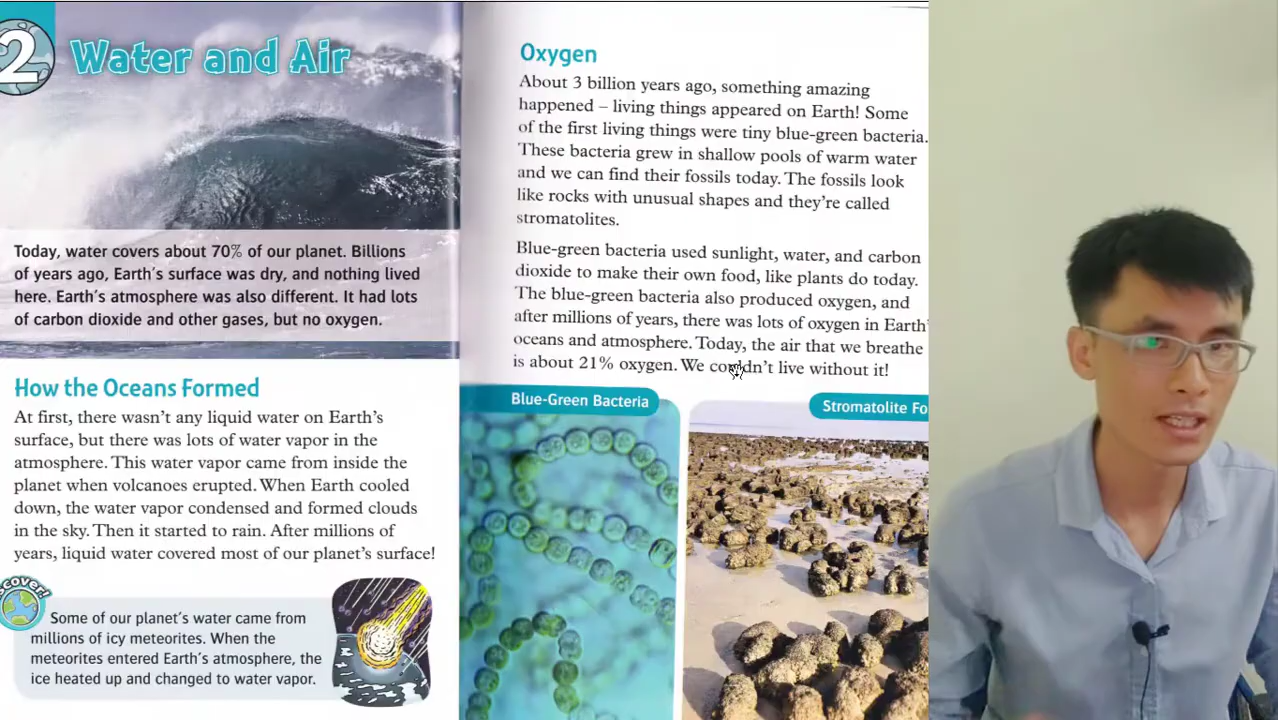 2
Water and Air
Today, water covers about 70% of our planet. Billions
of years ago, Earth's surface was dry, and nothing lived
here. Earth's atmosphere was also different. It had lots
of carbon dioxide and other gases, but no oxygen.
How the Oceans Formed
At first, there wasn't any liquid water on Earth's
surface, but there was lots of water vapor in the
atmosphere. This water vapor came from inside the
planet when volcanoes erupted. When Earth cooled
down, the water vapor condensed and formed clouds
in the sky. Then it started to rain. After millions of
years, liquid water covered most of our planet's surface!
scover!
Some of our planet's water came from
millions of icy meteorites. When the
meteorites entered Earth's atmosphere, the
ice heated up and changed to water vapor.
Oxygen
About 3 billion years ago, something amazing
happened – living things appeared on Earth! Some
of the first living things were tiny blue-green bacteria.
These bacteria grew in shallow pools of warm water
and we can find their fossils today. The fossils look
like rocks with unusual shapes and they're called
stromatolites.
Blue-green bacteria used sunlight, water, and carbon
dioxide to make their own food, like plants do today.
The blue-green bacteria also produced oxygen, and
after millions of years, there was lots of oxygen in Earth'
oceans and atmosphere. Today, the air that we breathe
is about 21% oxygen. We couldn't live without it!
Blue-Green Bacteria
Stromatolite Fo